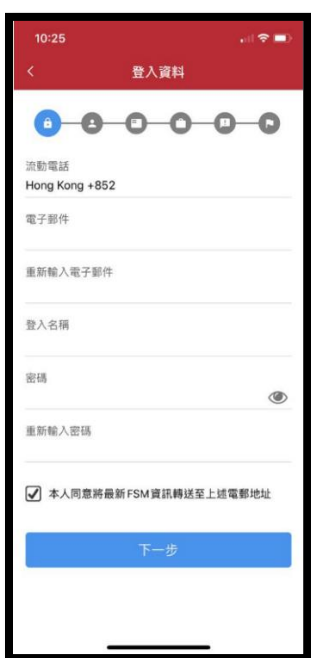 10:25
登入資料
流動電話
Hong Kong +852
電子郵件
重新輸入電子郵件
登入名稱
密碼
重新輸入密碼
本人同意將最新FSM資訊轉送至上述電郵地址
下一步